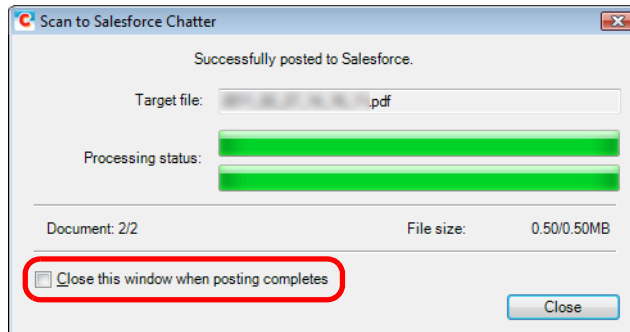 Scan to Salesforce Chatter
Successfully posted to Salesforce.
Target file: .pdf
Processing status:
Document: 2/2 File size: 0.50/0.50MB
Close this window when posting completes
Close